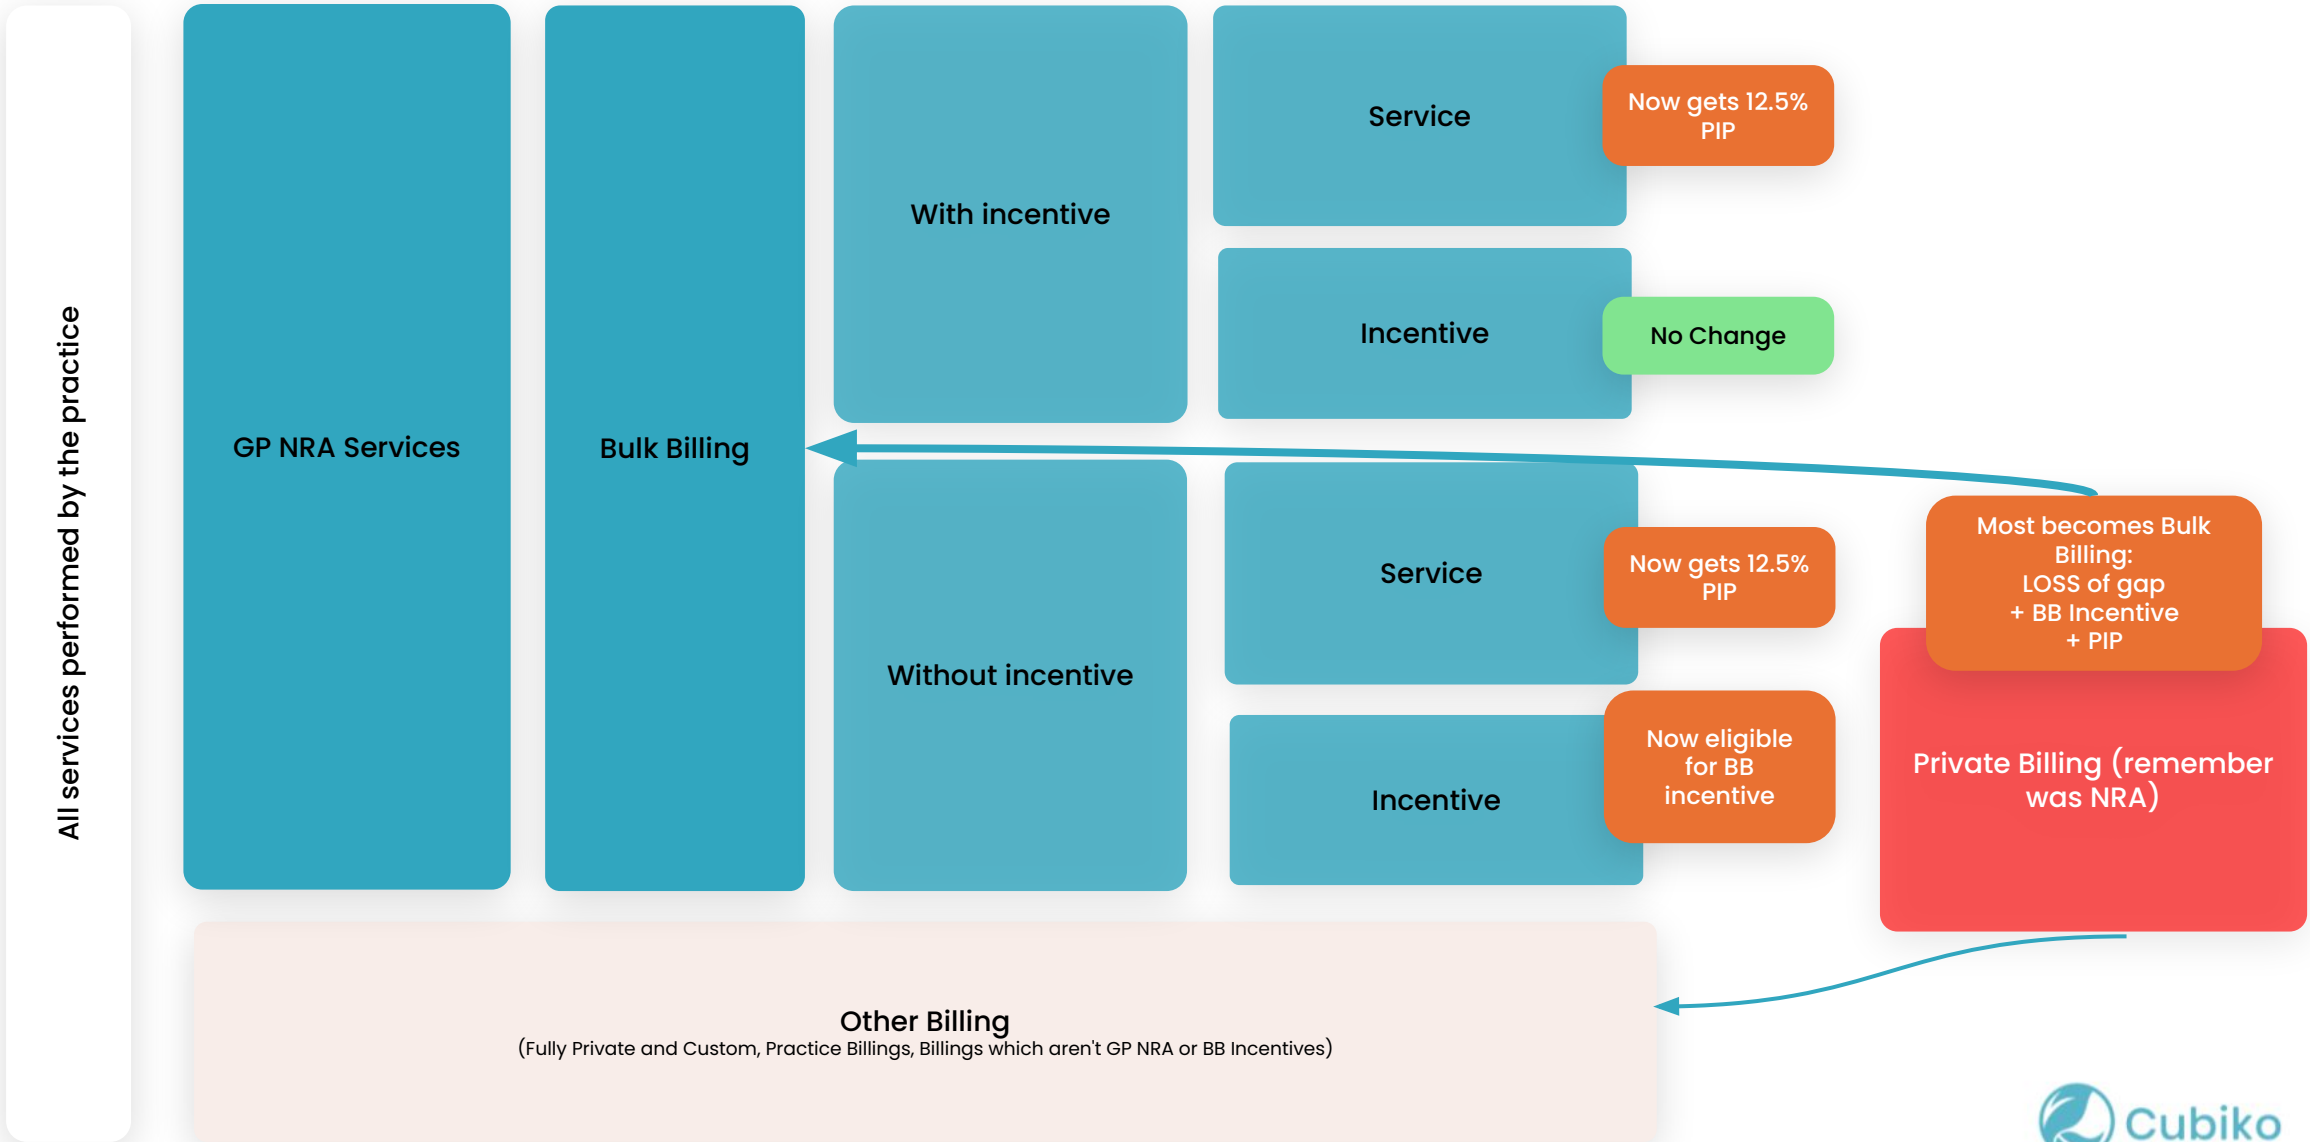 All services performed by the practice
GP NRA Services
Bulk Billing
With incentive
Service
Now gets 12.5%
PIP
Incentive
No Change
Without incentive
Service
Now gets 12.5%
PIP
Incentive
Now eligible
for BB
incentive
Most becomes Bulk
Billing:
LOSS of gap
+ BB Incentive
+ PIP
Private Billing (remember
was NRA)
Other Billing
(Fully Private and Custom, Practice Billings, Billings which aren't GP NRA or BB Incentives)
Cubiko